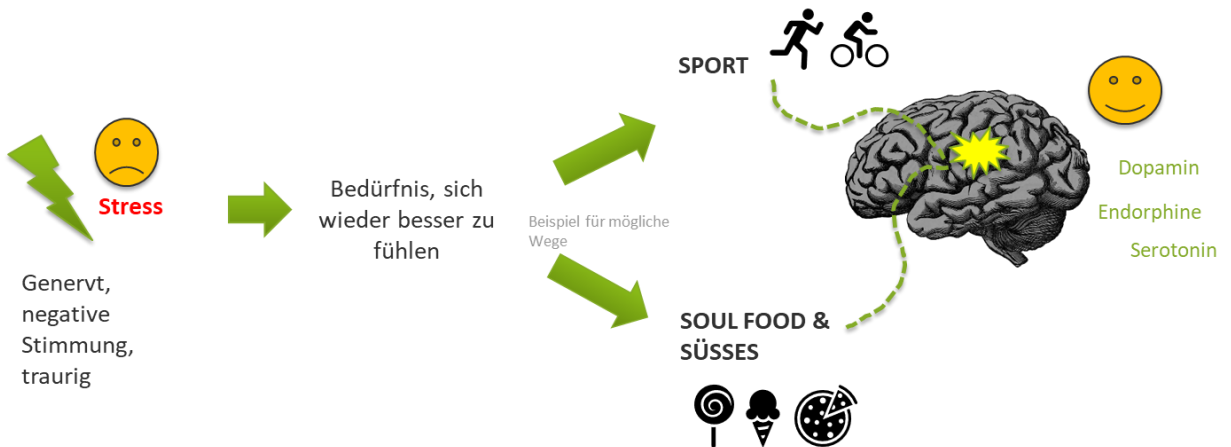 Stress
Genervt,
negative
Stimmung,
traurig
Bedürfnis, sich
wieder besser zu
fühlen
Beispiel für mögliche
Wege
SPORT
SOUL FOOD &
SÜSSES
Dopamin
Endorphine
Serotonin